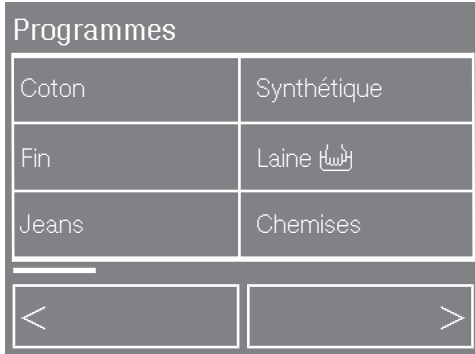 Programmes
Coton Synthétique
Fin Laine
Jeans Chemises
< >